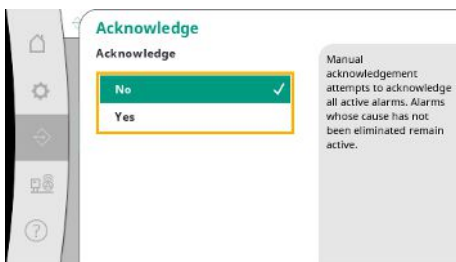 Acknowledge
Acknowledge
No
Yes
Manual
acknowledgement
attempts to acknowledge
all active alarms. Alarms
whose cause has not
been eliminated remain
active.
?